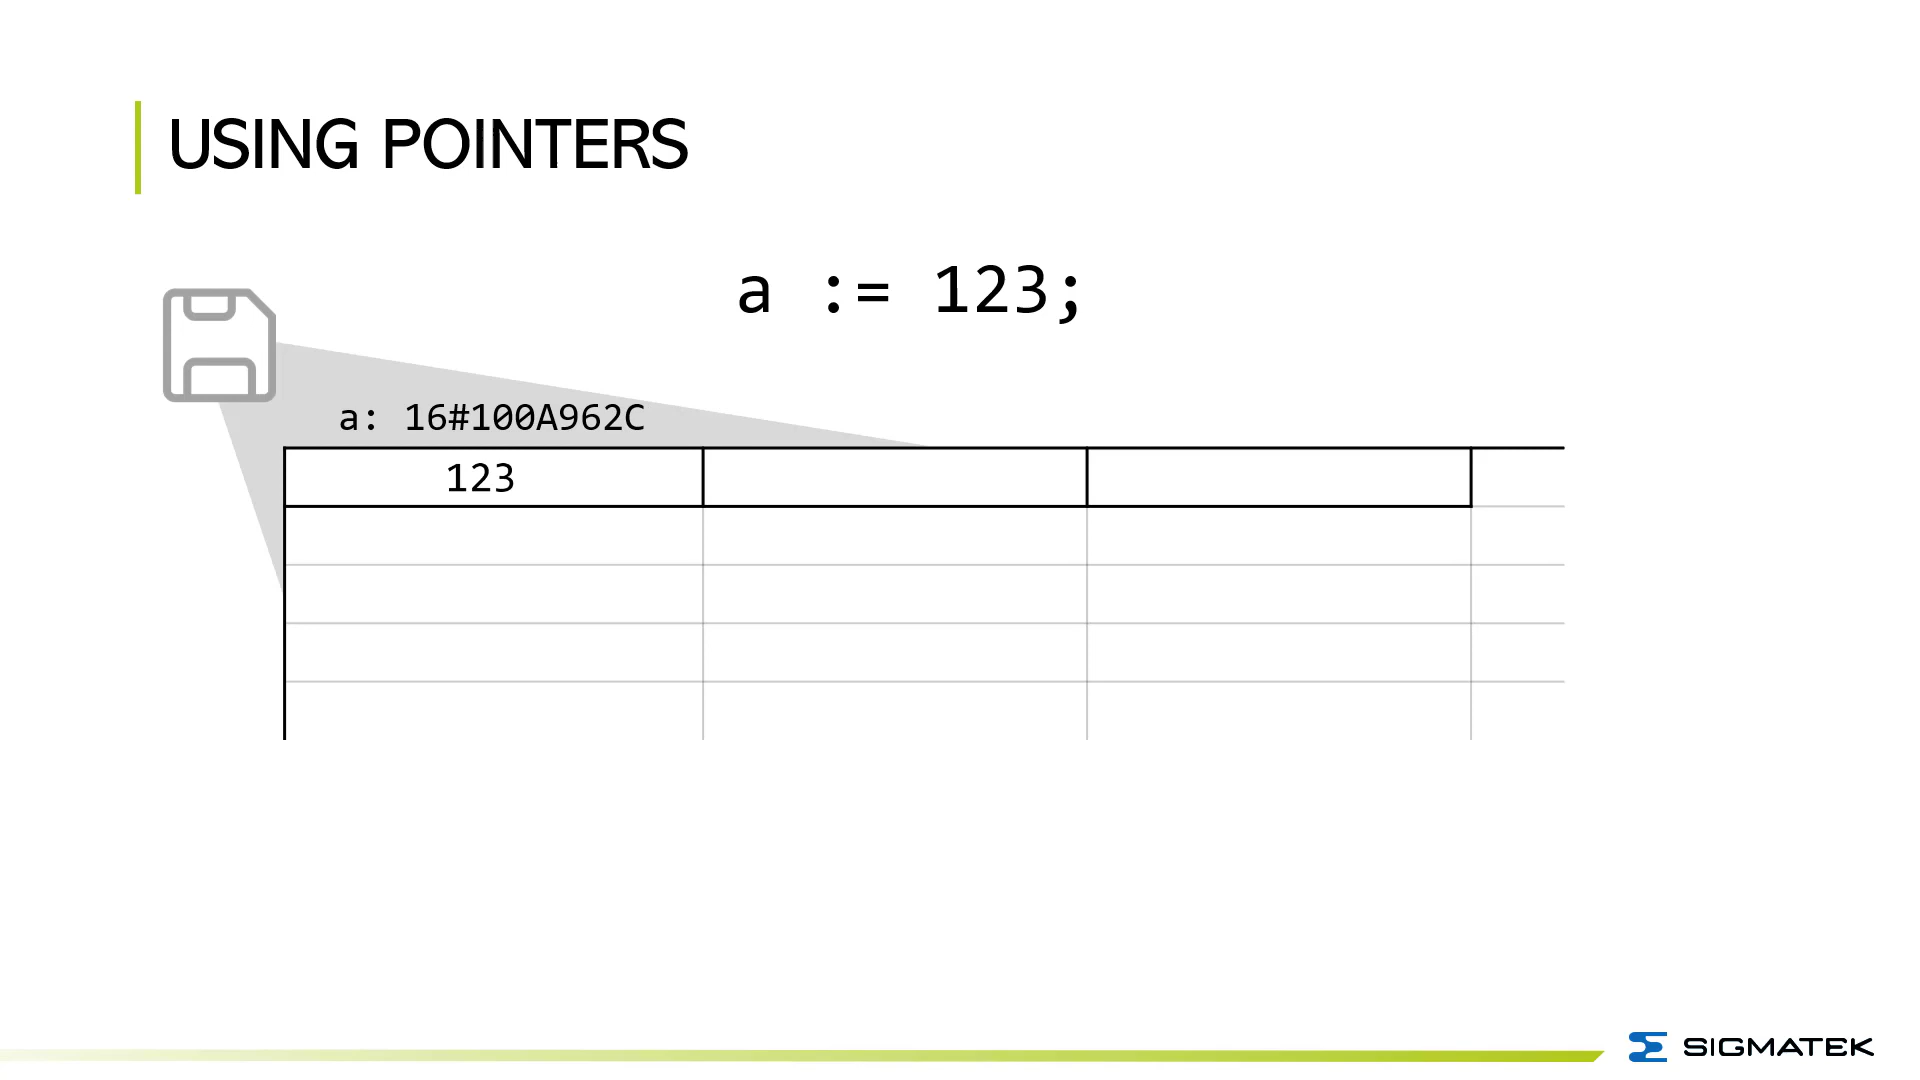 USING POINTERS
a := 123;
a: 16#100A962C
123
SIGMATEK